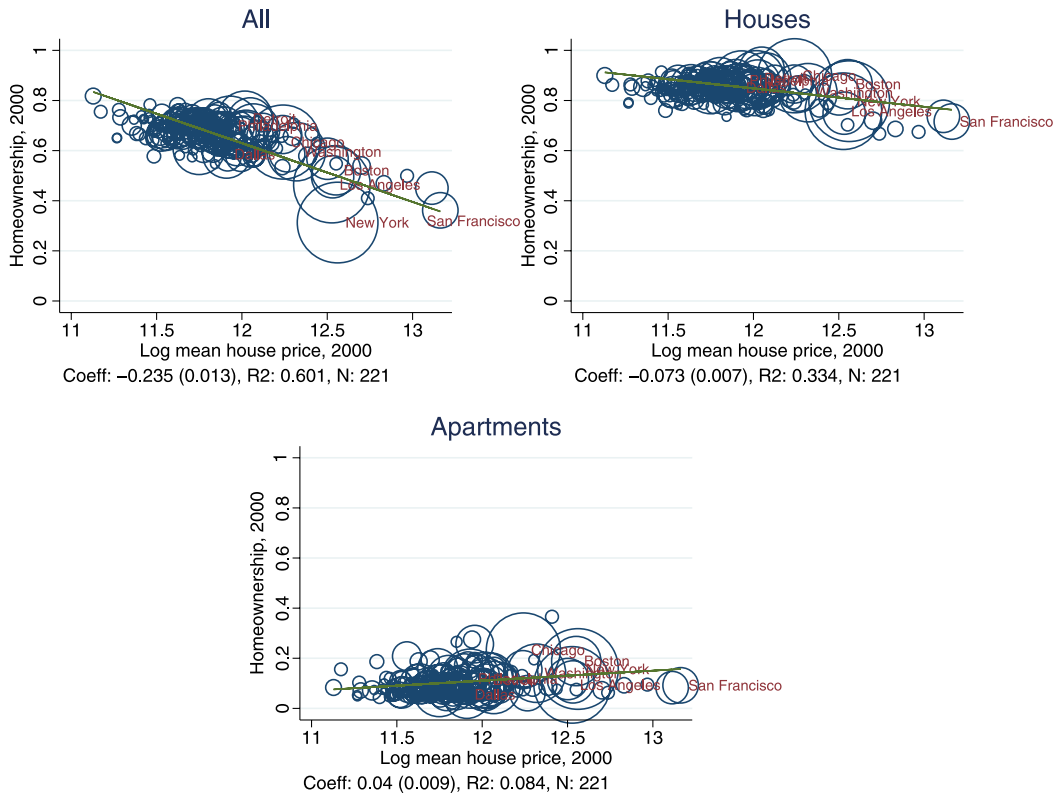 All
Homeownership, 2000
0 0.2 0.4 0.6 0.8 1
Chicago
Washington
Boston
Los Angeles
New York
San Francisco
Dallas
11 11.5 12 12.5 13
Log mean house price, 2000
Coeff: −0.235 (0.013), R2: 0.601, N: 221
Houses
Homeownership, 2000
0 0.2 0.4 0.6 0.8 1
Chicago
Boston
Washington
New York
Los Angeles
San Francisco
11 11.5 12 12.5 13
Log mean house price, 2000
Coeff: −0.073 (0.007), R2: 0.334, N: 221
Apartments
Homeownership, 2000
0 0.2 0.4 0.6 0.8 1
Chicago
Boston
New York
Washington
Los Angeles
San Francisco
Dallas
11 11.5 12 12.5 13
Log mean house price, 2000
Coeff: 0.04 (0.009), R2: 0.084, N: 221